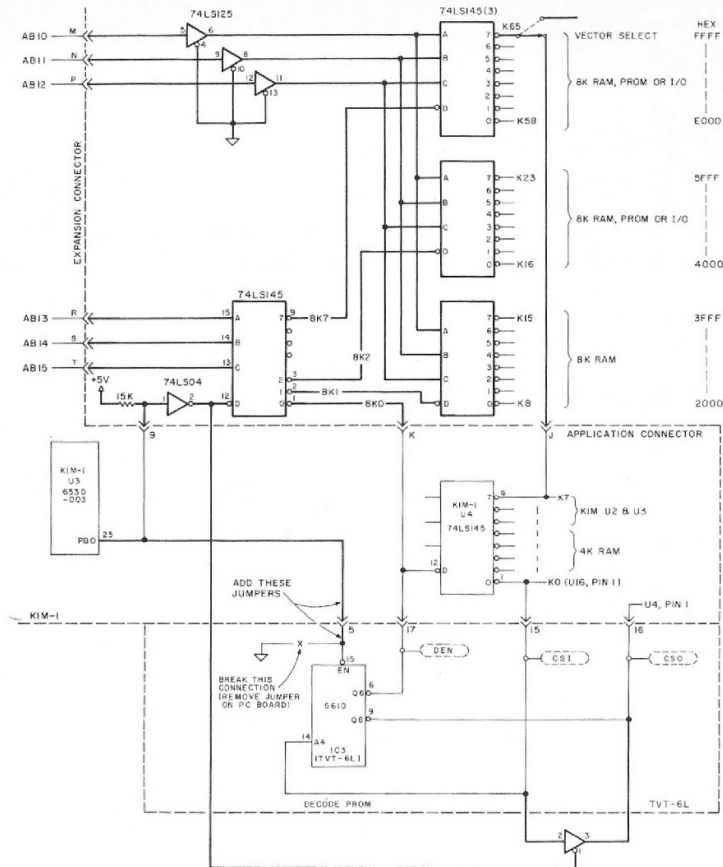 74LS125
74LS145(3)
HEX
AB10 M 5 6 A 7 K65 VECTOR SELECT FFFF
4 6
AB11 N 9 8 B 5
10 4
AB12 P 12 11 C 3 8K RAM, PROM OR I/O
13 2
D 1
0 K58 E000
EXPANSION CONNECTOR
A 7 K23 5FFF
6
B 5
4
C 3 8K RAM, PROM OR I/O
2
D 1
0 K16 4000
74LS145
AB13 R 15 A 7 9 8K7 A 7 K15 3FFF
6
AB14 S 14 B B 5
8K2 4
AB15 T 13 C C 3 8K RAM
+5V 74LS04 2 3 2
1 2 8K1 D 1
15K 1 2 12 D 0 1 8K0 0 K8 2000
9 K J APPLICATION CONNECTOR
KIM-1
U3
6530
-003
PB0 25
KIM-1
U4
74LS145
7 9 K7
KIM U2 & U3
4K RAM
12 D 0 1 K0 (U16, PIN 1)
ADD THESE
JUMPERS
U4, PIN 1
KIM-1 5 17 15 16
X DEN CS1 CS0
BREAK THIS
CONNECTION
(REMOVE JUMPER
ON PC BOARD)
15
EN
Q6 6
5610
Q8 9
14 A4
IC3
(TVT-6L)
DECODE PROM TVT-6L
2 3
1